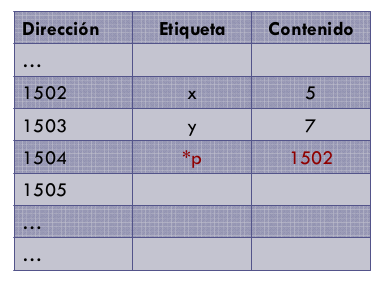 Dirección Etiqueta Contenido
...
1502 x 5
1503 y 7
1504 *p 1502
1505
...
...